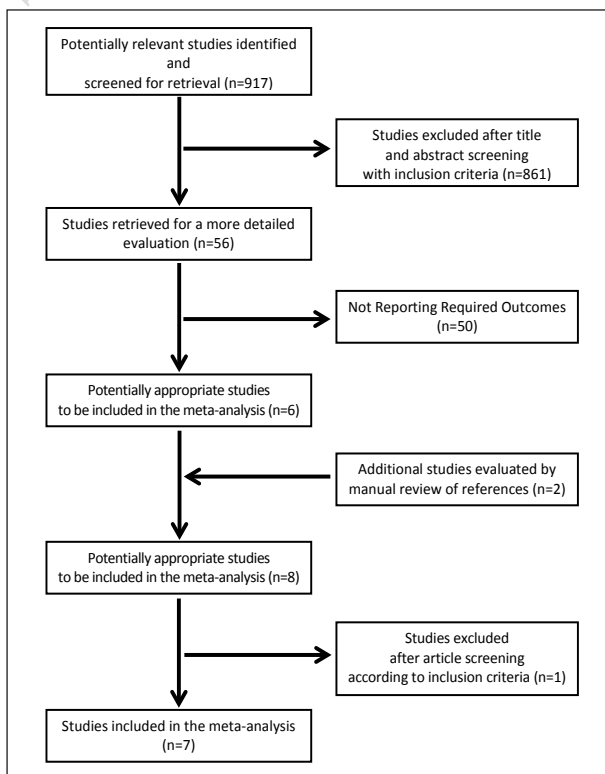 Potentially relevant studies identified
and
screened for retrieval (n=917)
Studies excluded after title
and abstract screening
with inclusion criteria (n=861)
Studies retrieved for a more detailed
evaluation (n=56)
Not Reporting Required Outcomes
(n=50)
Potentially appropriate studies
to be included in the meta-analysis (n=6)
Additional studies evaluated by
manual review of references (n=2)
Potentially appropriate studies
to be included in the meta-analysis (n=8)
Studies excluded
after article screening
according to inclusion criteria (n=1)
Studies included in the meta-analysis
(n=7)